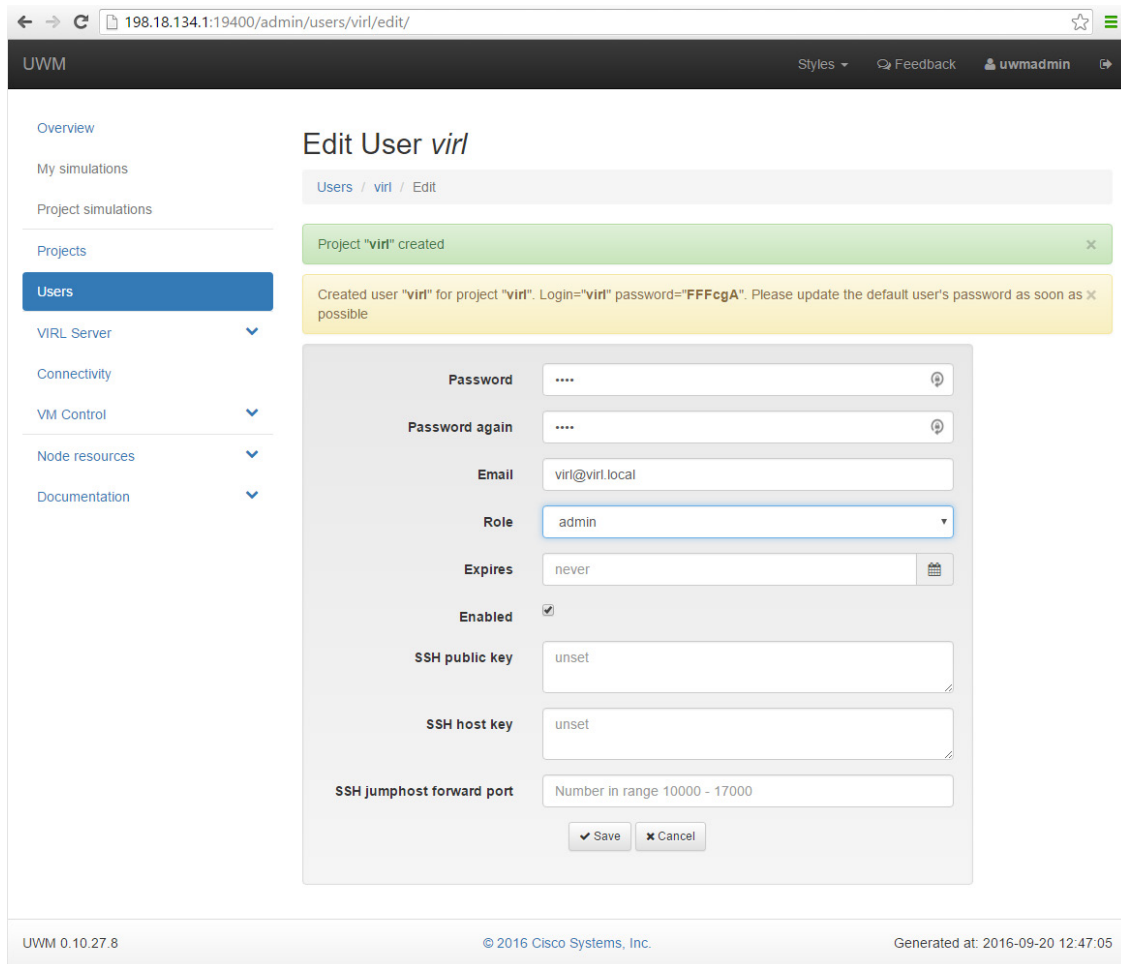 198.18.134.1:19400/admin/users/virl/edit/
UWM Styles Feedback uwmadmin
Overview
My simulations
Project simulations
Projects
Users
VIRL Server
Connectivity
VM Control
Node resources
Documentation
Edit User virl
Users / virl / Edit
Project "virl" created ×
Created user "virl" for project "virl". Login="virl" password="FFFcgA". Please update the default user's password as soon as ×
possible
Password ····
Password again ····
Email virl@virl.local
Role admin
Expires never
Enabled
SSH public key unset
SSH host key unset
SSH jumphost forward port Number in range 10000 - 17000
Save Cancel
UWM 0.10.27.8 © 2016 Cisco Systems, Inc. Generated at: 2016-09-20 12:47:05